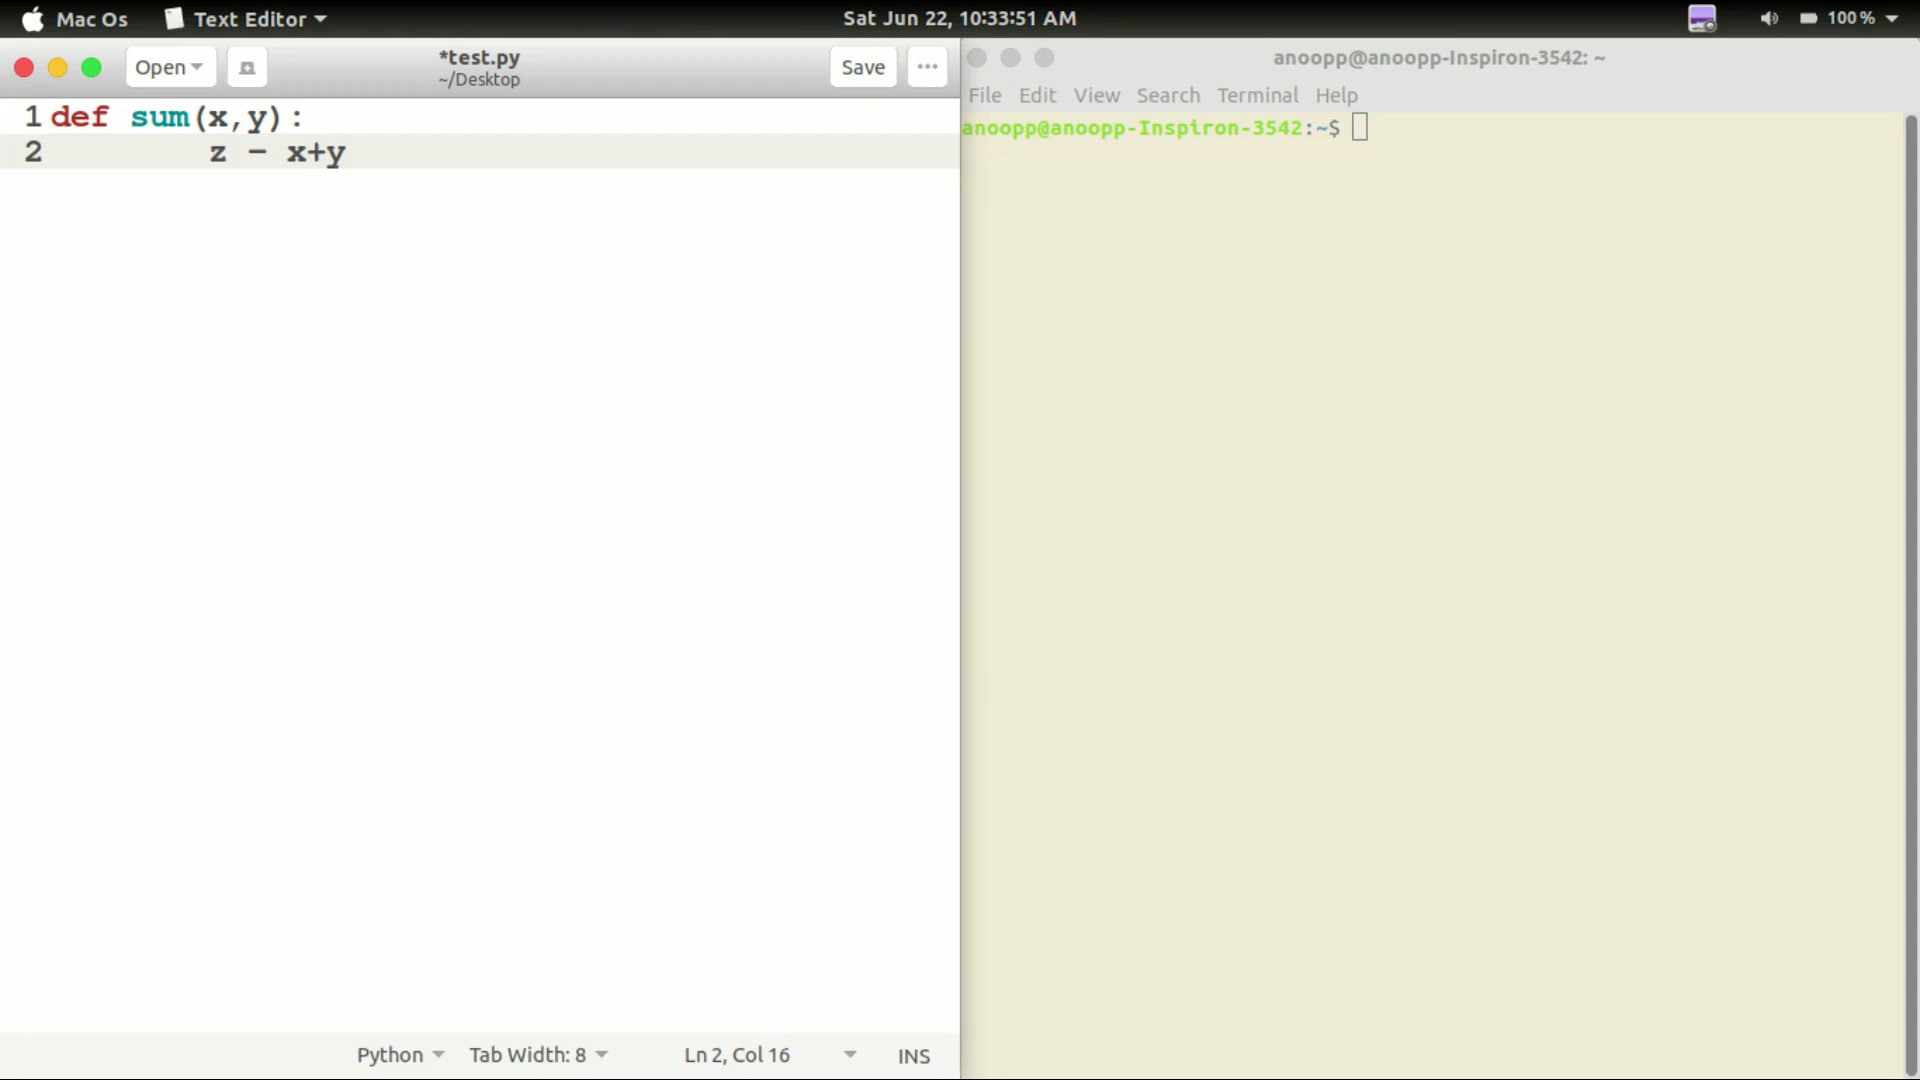 Mac Os Text Editor Sat Jun 22, 10:33:51 AM 100 %
Open *test.py Save
~/Desktop
1 def sum(x,y):
2 z - x+y
Python Tab Width: 8 Ln 2, Col 16 INS
anoopp@anoopp-Inspiron-3542: ~
File Edit View Search Terminal Help
anoopp@anoopp-Inspiron-3542:~$